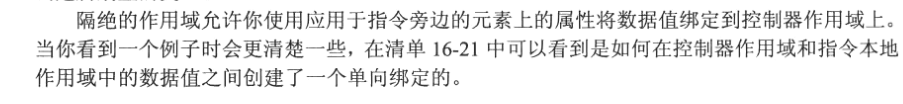 隔绝的作用域允许你使用应用于指令旁边的元素上的属性将数据值绑定到控制器作用域上。
当你看到一个例子时会更清楚一些，在清单 16-21 中可以看到是如何在控制器作用域和指令本地
作用域中的数据值之间创建了一个单向绑定的。